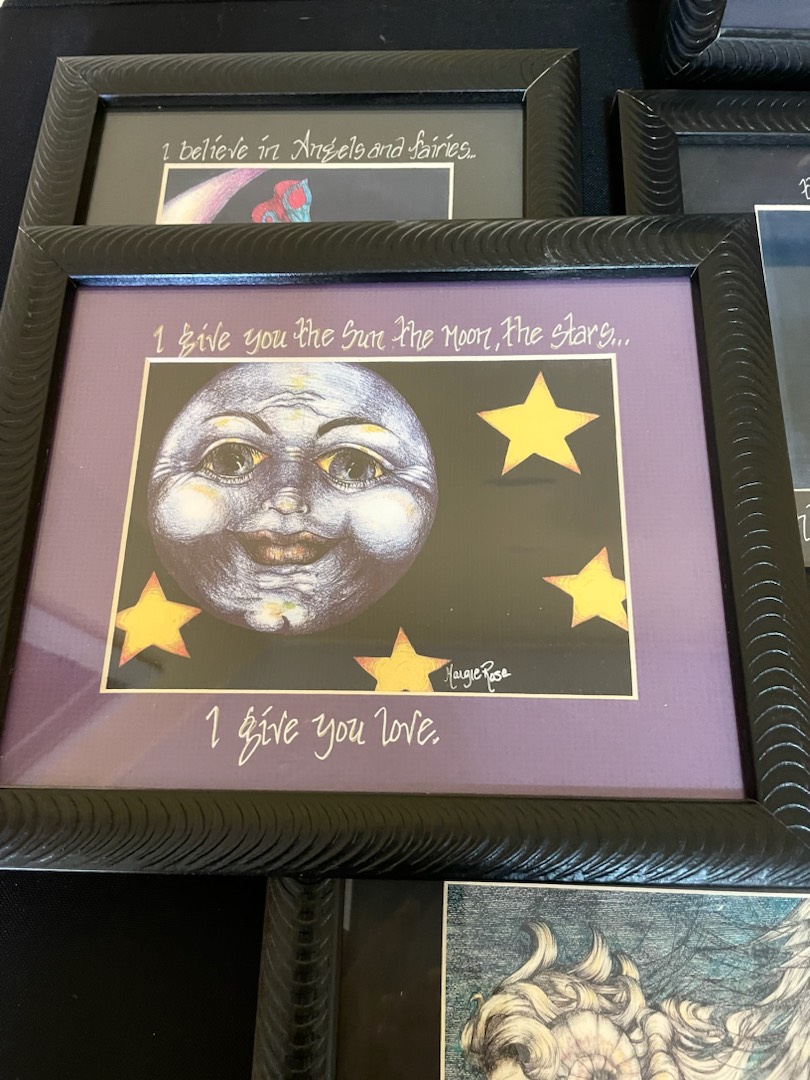 I believe in Angels and fairies...
I give you the Sun, the Moon, the stars...
Margie Rose
I give you love.